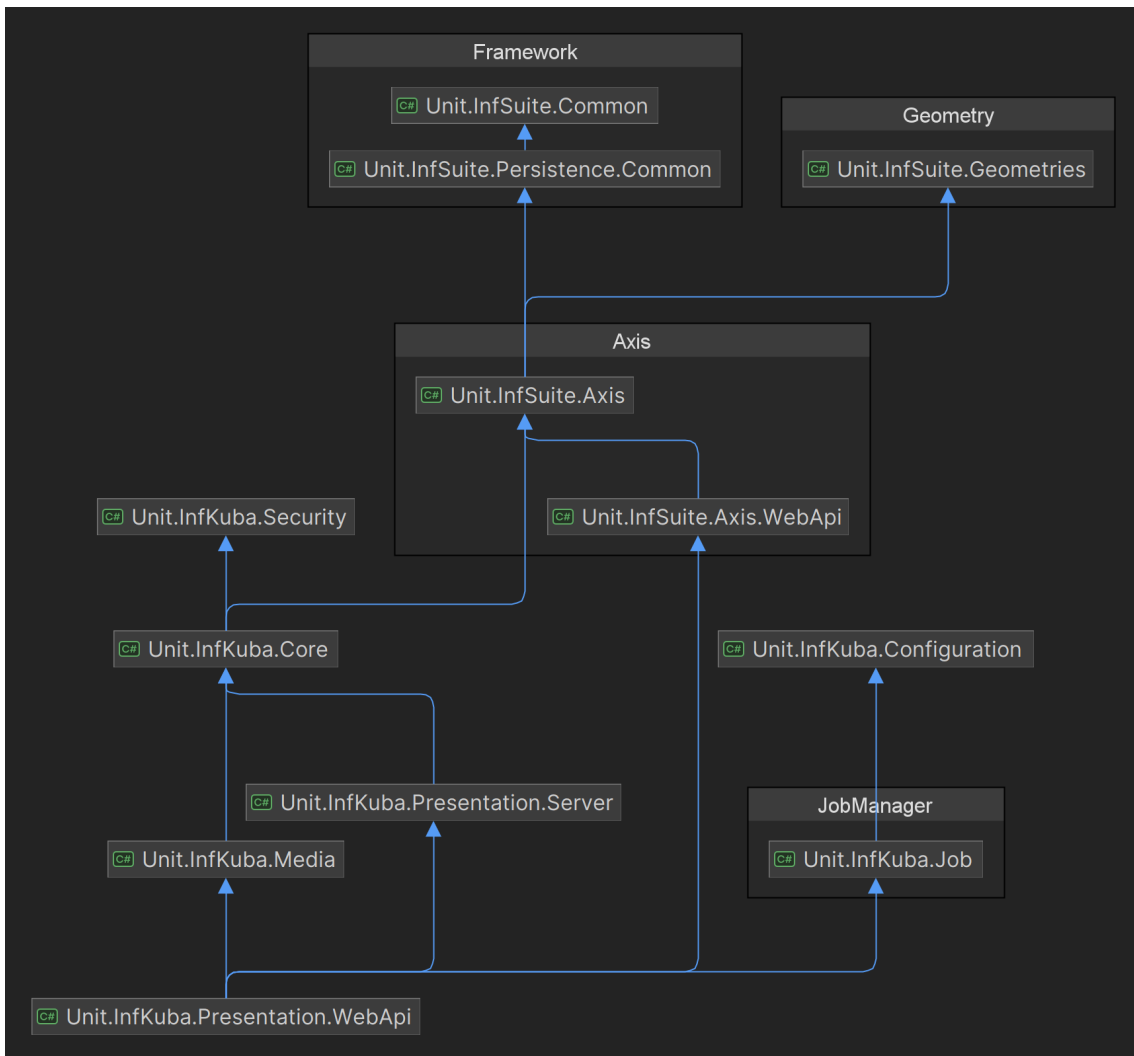 Framework
C# Unit.InfSuite.Common
Geometry
C# Unit.InfSuite.Persistence.Common
C# Unit.InfSuite.Geometries
Axis
C# Unit.InfSuite.Axis
C# Unit.InfKuba.Security
C# Unit.InfSuite.Axis.WebApi
C# Unit.InfKuba.Core
C# Unit.InfKuba.Configuration
C# Unit.InfKuba.Presentation.Server
JobManager
C# Unit.InfKuba.Media
C# Unit.InfKuba.Job
C# Unit.InfKuba.Presentation.WebApi